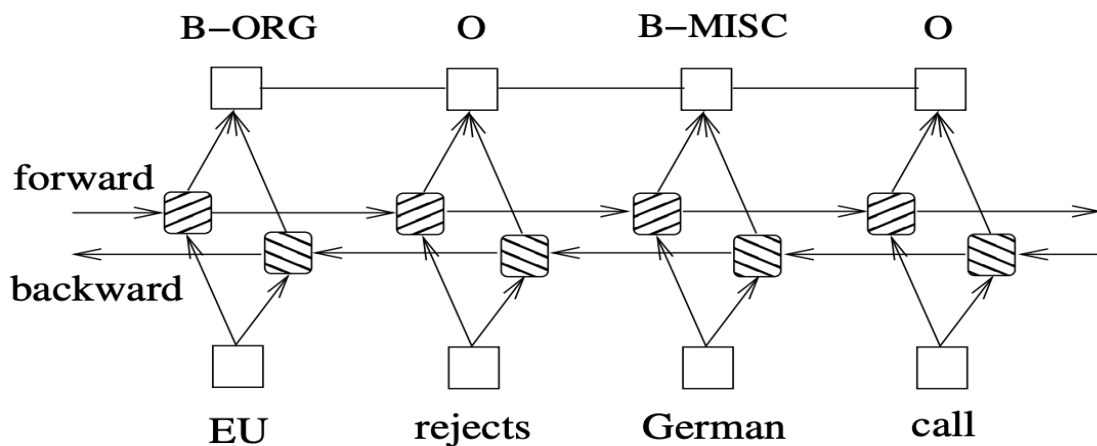 B–ORG O B–MISC O
forward
backward
EU rejects German call